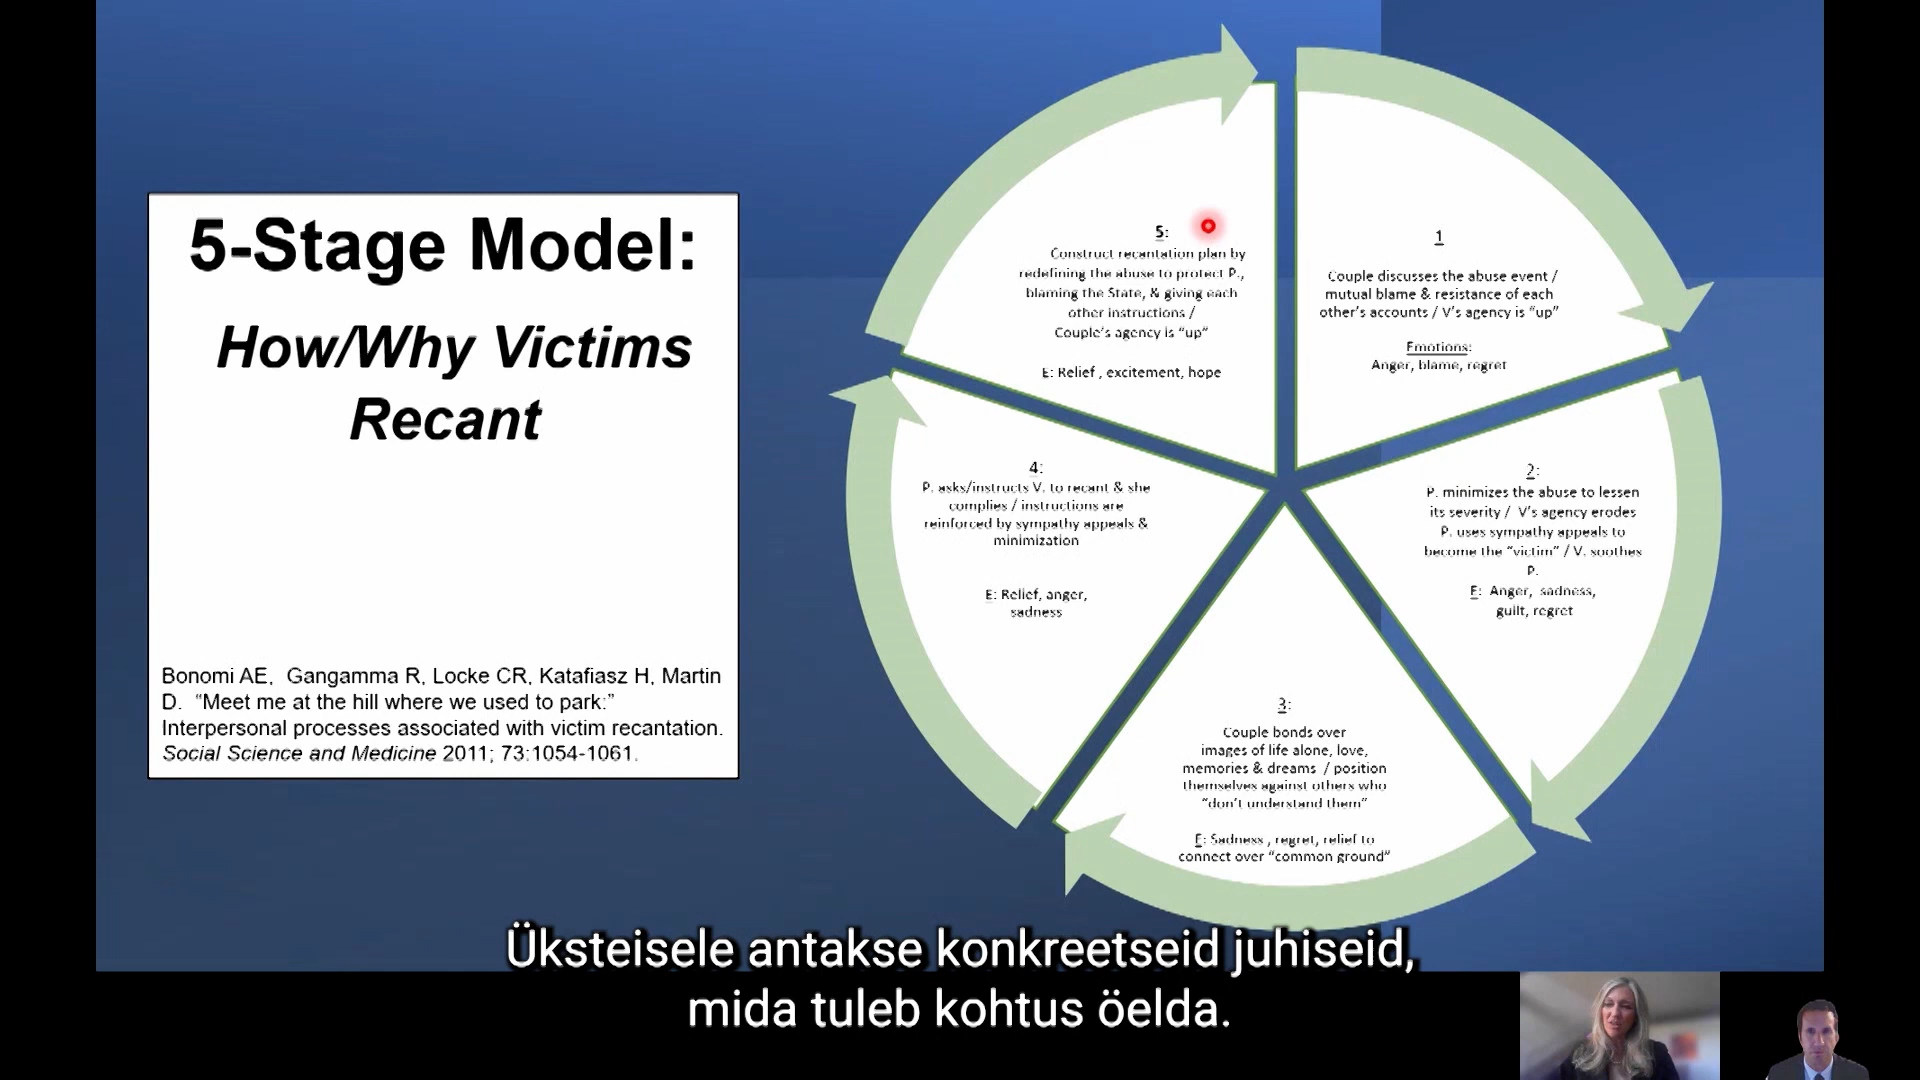 5-Stage Model:
How/Why Victims
Recant
Bonomi AE, Gangamma R, Locke CR, Katafiasz H, Martin
D. “Meet me at the hill where we used to park:”
Interpersonal processes associated with victim recantation.
Social Science and Medicine 2011; 73:1054-1061.
1
Couple discusses the abuse event /
mutual blame & resistance of each
other’s accounts / V’s agency is “up”
Emotions:
Anger, blame, regret
2:
P. minimizes the abuse to lessen
its severity / V’s agency erodes
P. uses sympathy appeals to
become the “victim” / V. soothes
P.
E: Anger, sadness,
guilt, regret
3:
Couple bonds over
images of life alone, love,
memories & dreams / position
themselves against others who
“don’t understand them”
E: Sadness , regret, relief to
connect over “common ground”
4:
P. asks/instructs V. to recant & she
complies / instructions are
reinforced by sympathy appeals &
minimization
E: Relief, anger,
sadness
5:
Construct recantation plan by
redefining the abuse to protect P.,
blaming the State, & giving each
other instructions /
Couple’s agency is “up”
E: Relief , excitement, hope
Üksteisele antakse konkreetseid juhiseid,
mida tuleb kohtus öelda.